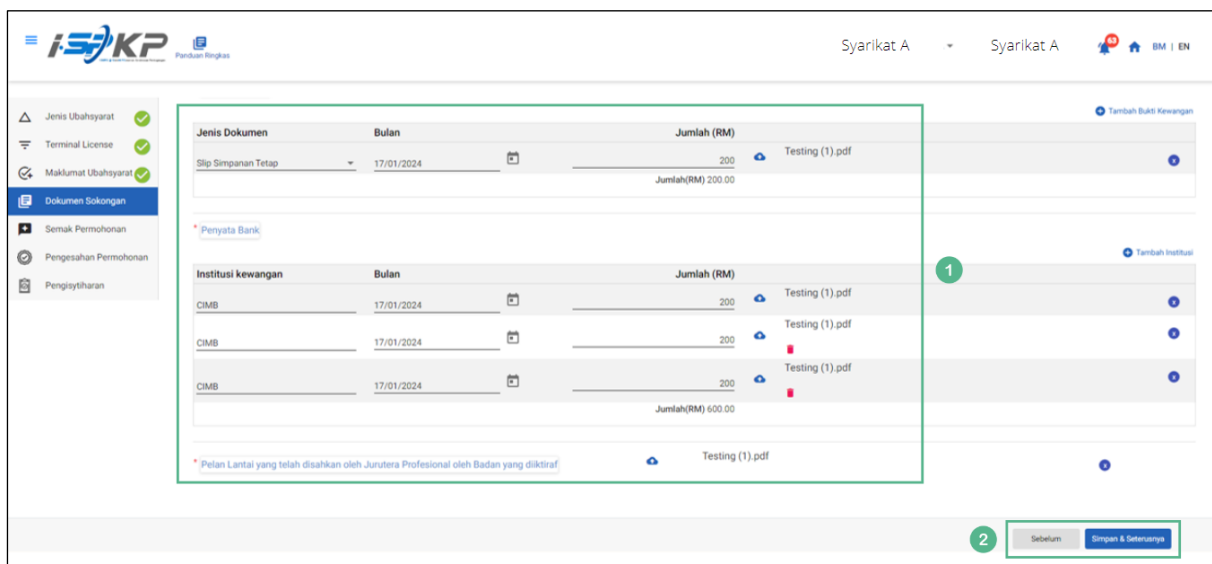 i-SPKP
Panduan Ringkas
Syarikat A
Syarikat A
63
BM | EN
Jenis Ubahsyarat
Terminal License
Maklumat Ubahsyarat
Dokumen Sokongan
Semak Permohonan
Pengesahan Permohonan
Pengisytiharan
Tambah Bukti Kewangan
Jenis Dokumen Bulan Jumlah (RM)
Slip Simpanan Tetap 17/01/2024 200 Testing (1).pdf x
Jumlah(RM) 200.00
* Penyata Bank
Tambah Institusi
1
Institusi kewangan Bulan Jumlah (RM)
CIMB 17/01/2024 200 Testing (1).pdf x
CIMB 17/01/2024 200 Testing (1).pdf x
CIMB 17/01/2024 200 Testing (1).pdf x
Jumlah(RM) 600.00
* Pelan Lantai yang telah disahkan oleh Jurutera Profesional oleh Badan yang diiktiraf Testing (1).pdf x
2 Sebelum Simpan & Seterusnya